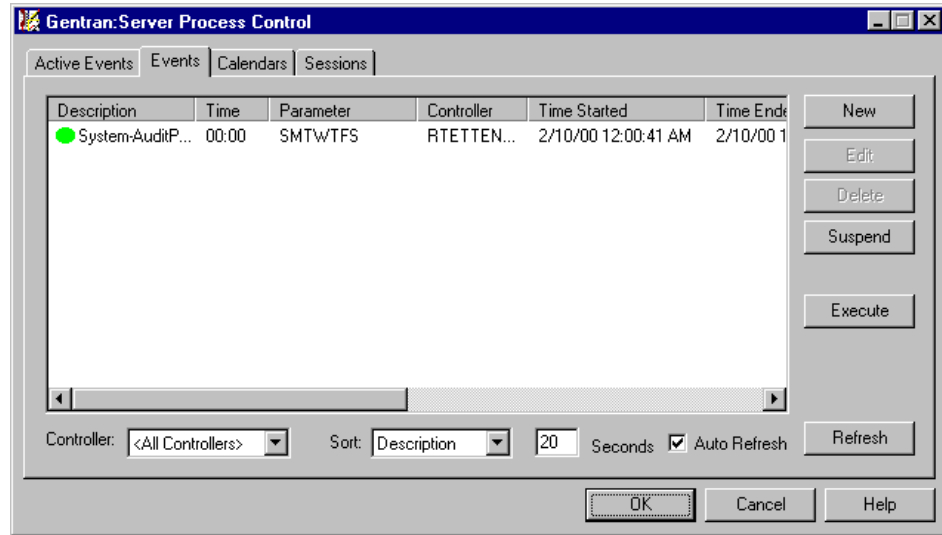 Gentran:Server Process Control
Active Events Events Calendars Sessions
Description Time Parameter Controller Time Started Time Ende
System-AuditP... 00:00 SMTWTFS RTETTEN... 2/10/00 12:00:41 AM 2/10/00 1
New
Edit
Delete
Suspend
Execute
Controller: <All Controllers> Sort: Description 20 Seconds Auto Refresh Refresh
OK Cancel Help